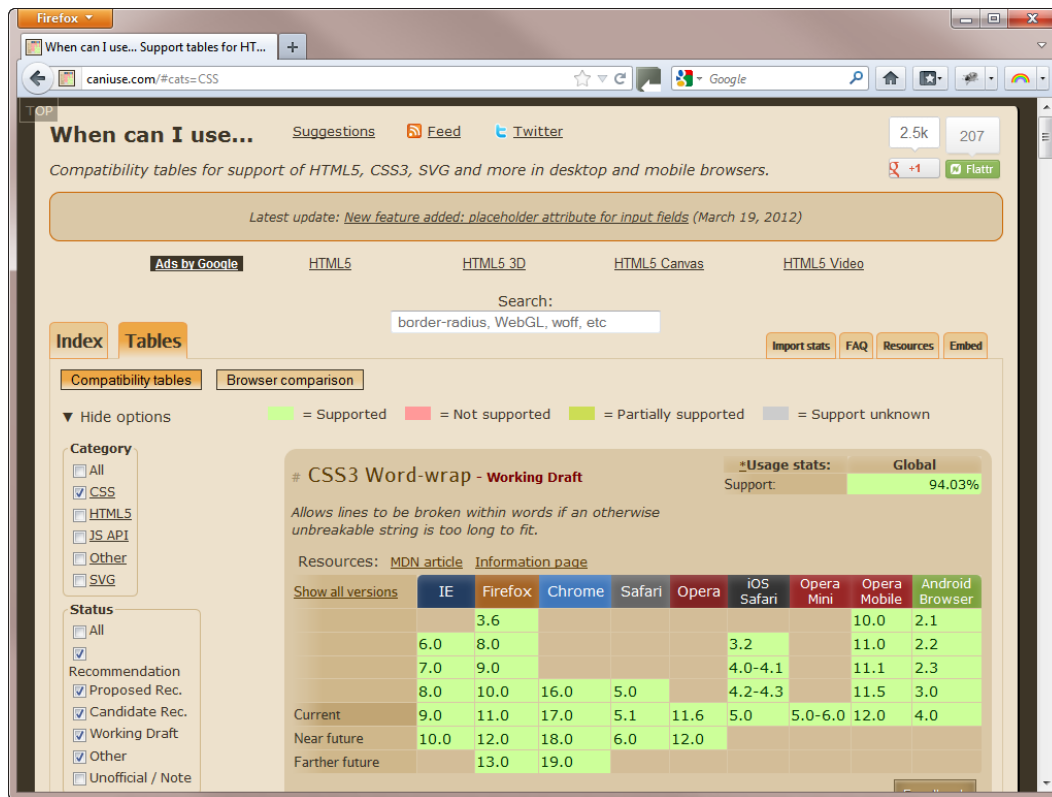 Firefox
When can I use... Support tables for HT...
caniuse.com/#cats=CSS
Google
TOP
When can I use... Suggestions Feed Twitter 2.5k 207
Compatibility tables for support of HTML5, CSS3, SVG and more in desktop and mobile browsers. +1 Flattr
Latest update: New feature added: placeholder attribute for input fields (March 19, 2012)
Ads by Google HTML5 HTML5 3D HTML5 Canvas HTML5 Video
Search:
border-radius, WebGL, woff, etc
Index Tables Import stats FAQ Resources Embed
Compatibility tables Browser comparison
▼ Hide options = Supported = Not supported = Partially supported = Support unknown
Category
All
CSS
HTML5
JS API
Other
SVG
Status
All
Recommendation
Proposed Rec.
Candidate Rec.
Working Draft
Other
Unofficial / Note
# CSS3 Word-wrap - Working Draft
*Usage stats: Global
Support: 94.03%
Allows lines to be broken within words if an otherwise
unbreakable string is too long to fit.
Resources: MDN article Information page
Show all versions IE Firefox Chrome Safari Opera iOS Safari Opera Mini Opera Mobile Android Browser
3.6 10.0 2.1
6.0 8.0 3.2 11.0 2.2
7.0 9.0 4.0-4.1 11.1 2.3
8.0 10.0 16.0 5.0 4.2-4.3 11.5 3.0
Current 9.0 11.0 17.0 5.1 11.6 5.0 5.0-6.0 12.0 4.0
Near future 10.0 12.0 18.0 6.0 12.0
Farther future 13.0 19.0